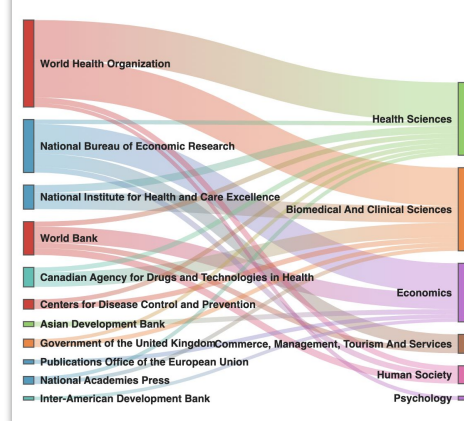 World Health Organization
Health Sciences
National Bureau of Economic Research
National Institute for Health and Care Excellence
Biomedical And Clinical Sciences
World Bank
Canadian Agency for Drugs and Technologies in Health
Economics
Centers for Disease Control and Prevention
Asian Development Bank
Government of the United Kingdom
Commerce, Management, Tourism And Services
Publications Office of the European Union
Human Society
National Academies Press
Inter-American Development Bank
Psychology